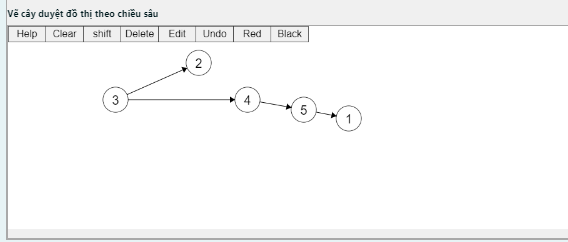 Vẽ cây duyệt đồ thị theo chiều sâu
Help Clear shift Delete Edit Undo Red Black
2
3 4 5 1